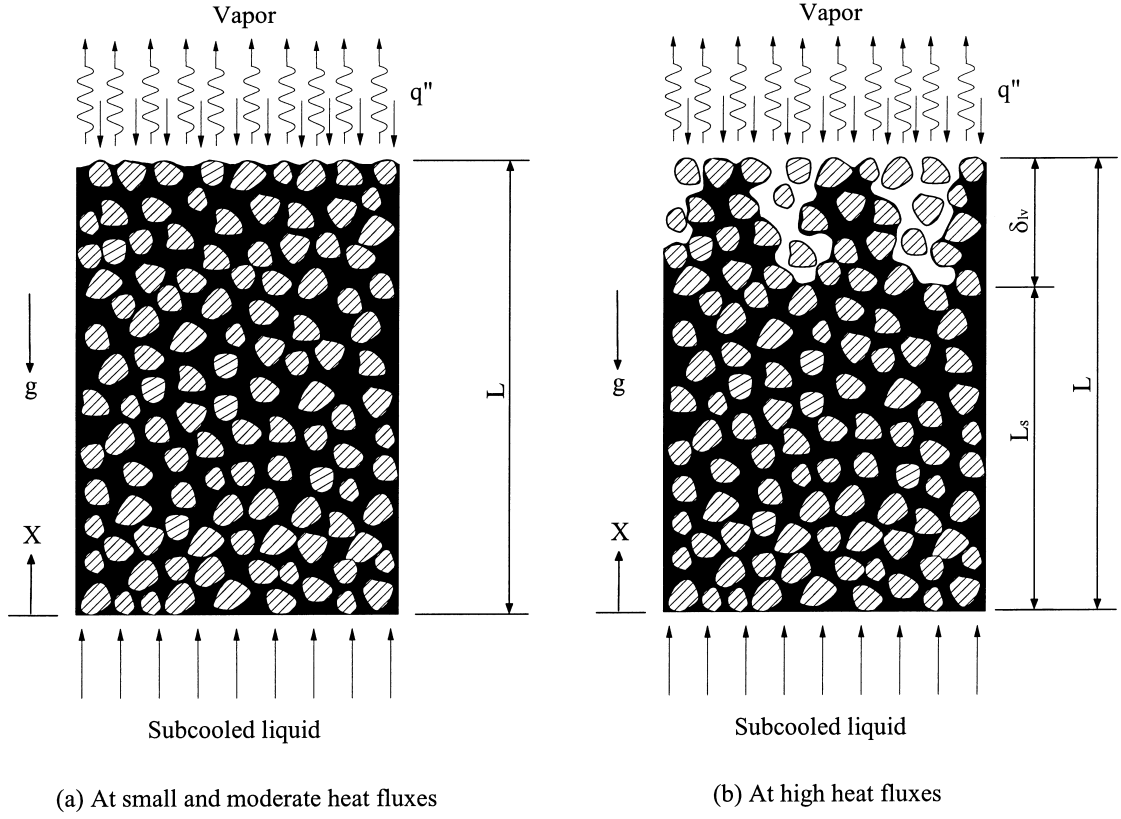 Vapor
q"
g
L
X
Subcooled liquid
(a) At small and moderate heat fluxes
Vapor
q"
δlv
g
Ls
L
X
Subcooled liquid
(b) At high heat fluxes